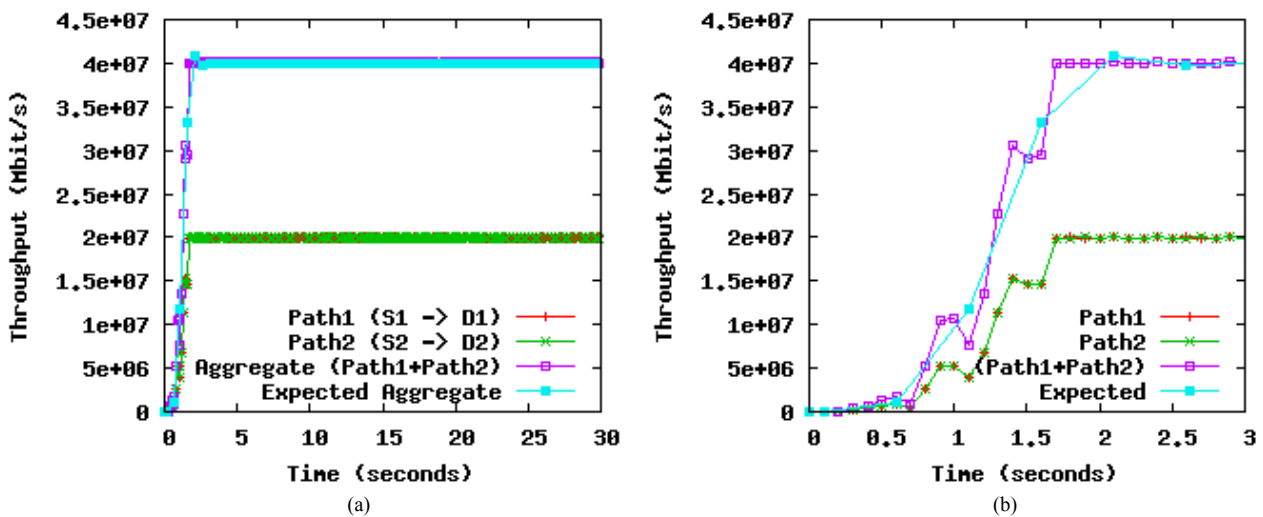 4.5e+07
4e+07
3.5e+07
3e+07
2.5e+07
2e+07
1.5e+07
1e+07
5e+06
0
Throughput (Mbit/s)
Path1 (S1 -> D1)
Path2 (S2 -> D2)
Aggregate (Path1+Path2)
Expected Aggregate
0 5 10 15 20 25 30
Time (seconds)
(a)
4.5e+07
4e+07
3.5e+07
3e+07
2.5e+07
2e+07
1.5e+07
1e+07
5e+06
0
Throughput (Mbit/s)
Path1
Path2
(Path1+Path2)
Expected
0 0.5 1 1.5 2 2.5 3
Time (seconds)
(b)